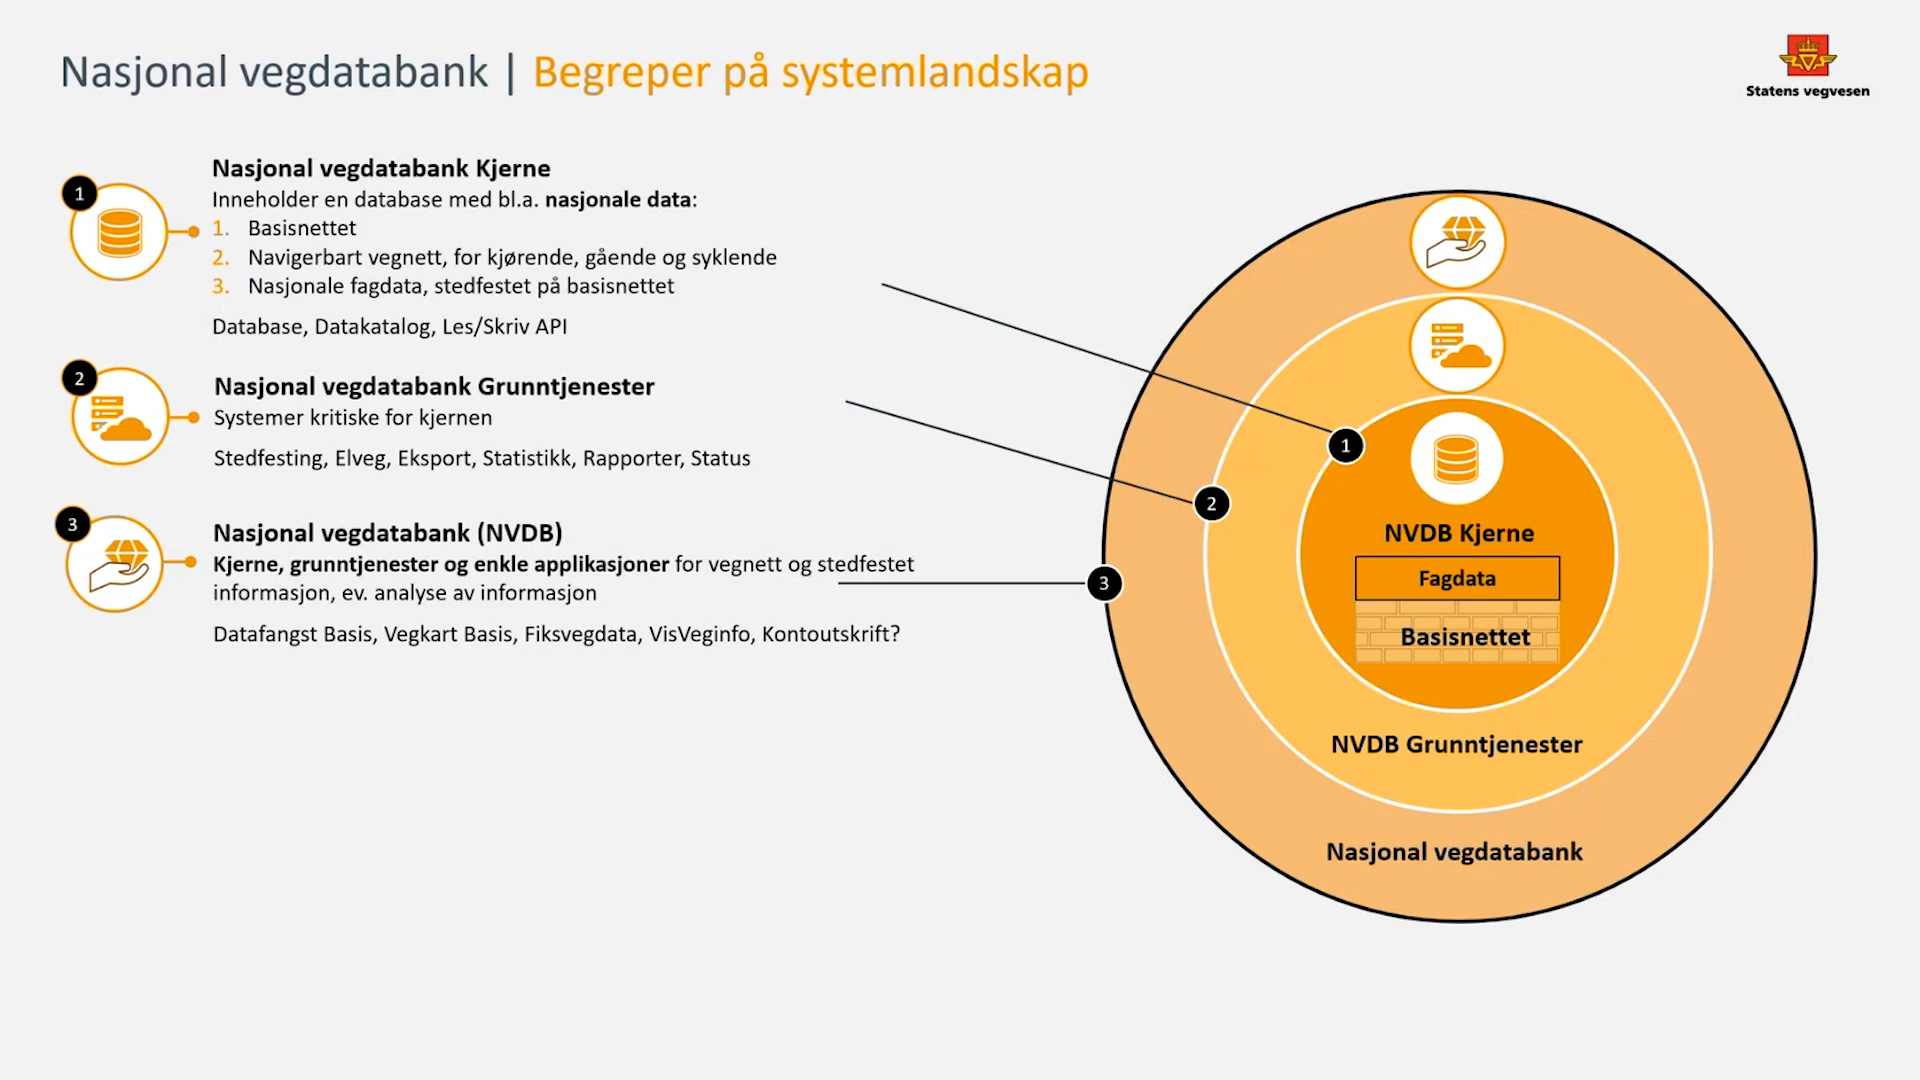 Nasjonal vegdatabank | Begreper på systemlandskap
Statens vegvesen
1
Nasjonal vegdatabank Kjerne
Inneholder en database med bl.a. nasjonale data:
1. Basisnettet
2. Navigerbart vegnett, for kjørende, gående og syklende
3. Nasjonale fagdata, stedfestet på basisnettet
Database, Datakatalog, Les/Skriv API
2
Nasjonal vegdatabank Grunntjenester
Systemer kritiske for kjernen
Stedfesting, Elveg, Eksport, Statistikk, Rapporter, Status
3
Nasjonal vegdatabank (NVDB)
Kjerne, grunntjenester og enkle applikasjoner for vegnett og stedfestet
informasjon, ev. analyse av informasjon
Datafangst Basis, Vegkart Basis, Fiksvegdata, VisVeginfo, Kontoutskrift?
1
2
3
NVDB Kjerne
Fagdata
Basisnettet
NVDB Grunntjenester
Nasjonal vegdatabank